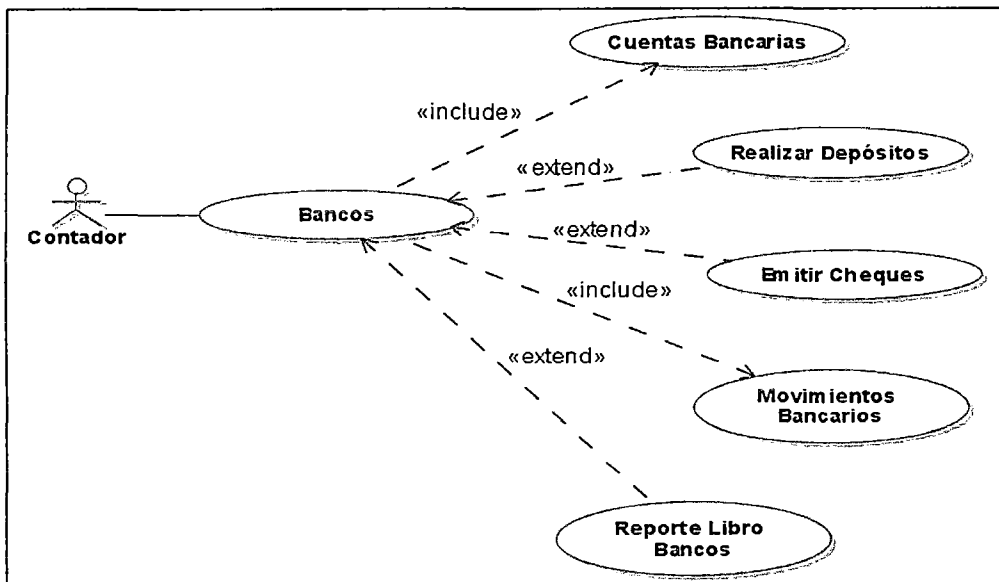 Cuentas Bancarias
«include»
Realizar Depósitos
«extend»
Bancos
Contador
«extend»
Emitir Cheques
«include»
«extend»
Movimientos
Bancarios
Reporte Libro
Bancos